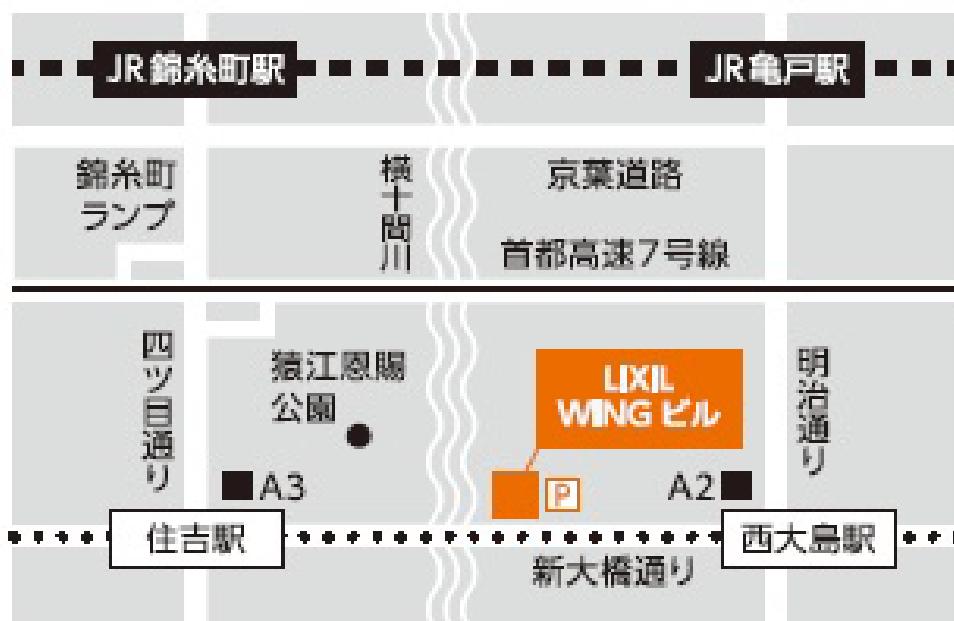 JR錦糸町駅
JR亀戸駅
錦糸町
ランプ
横十間川
京葉道路
首都高速7号線
四ツ目通り
猿江恩賜
公園
LIXIL
WING ビル
明治通り
A3
P
A2
住吉駅
西大島駅
新大橋通り